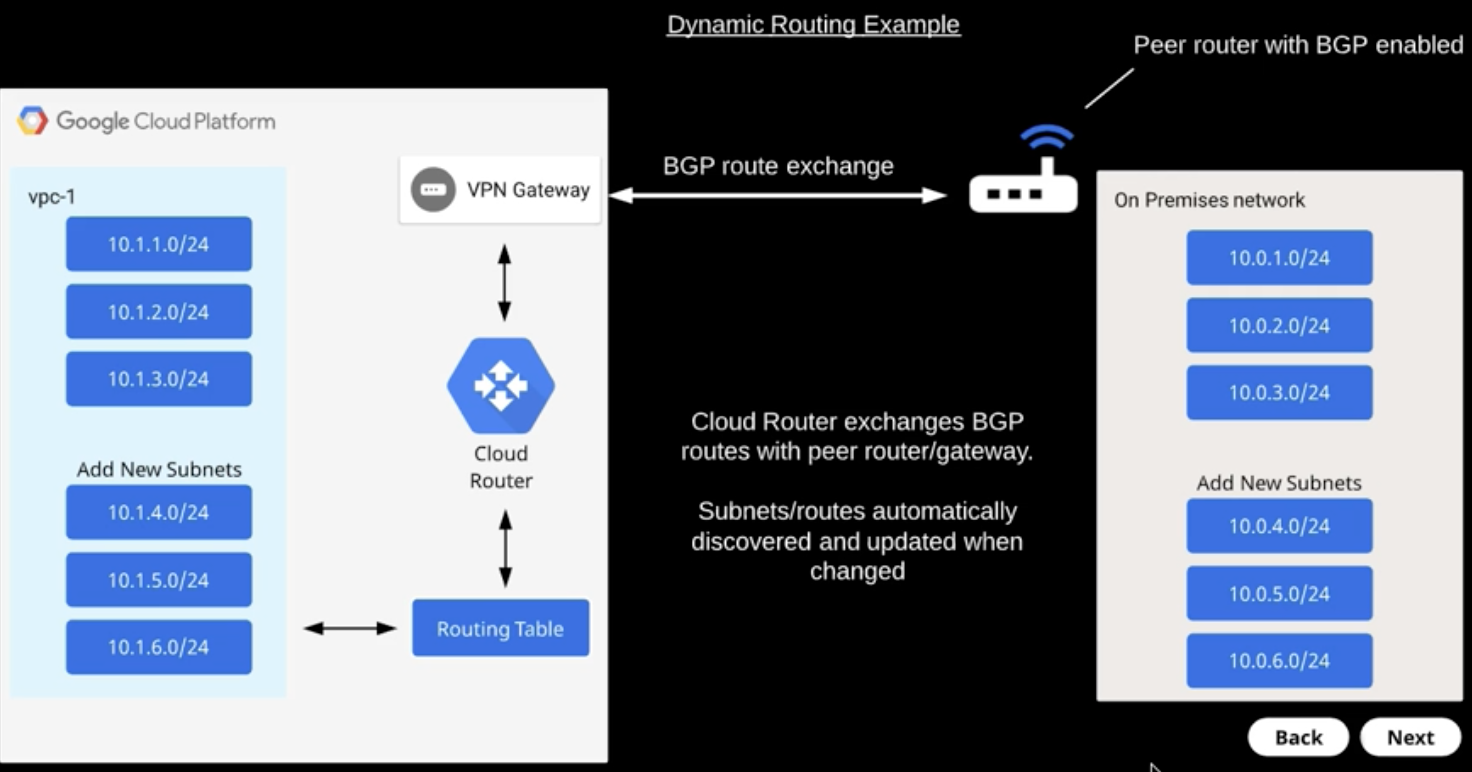 Dynamic Routing Example
Peer router with BGP enabled
Google Cloud Platform
vpc-1
10.1.1.0/24
10.1.2.0/24
10.1.3.0/24
Add New Subnets
10.1.4.0/24
10.1.5.0/24
10.1.6.0/24
VPN Gateway
Cloud
Router
Routing Table
BGP route exchange
Cloud Router exchanges BGP
routes with peer router/gateway.
Subnets/routes automatically
discovered and updated when
changed
On Premises network
10.0.1.0/24
10.0.2.0/24
10.0.3.0/24
Add New Subnets
10.0.4.0/24
10.0.5.0/24
10.0.6.0/24
Back
Next